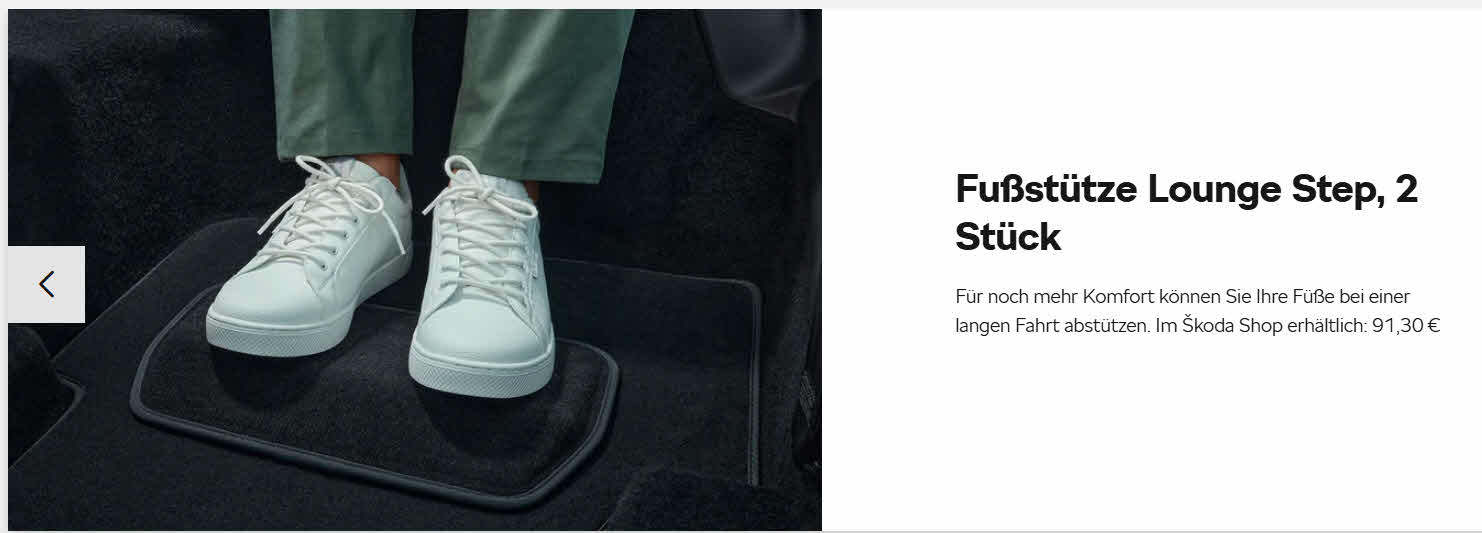 Fußstütze Lounge Step, 2
Stück
Für noch mehr Komfort können Sie Ihre Füße bei einer
langen Fahrt abstützen. Im Škoda Shop erhältlich: 91,30 €